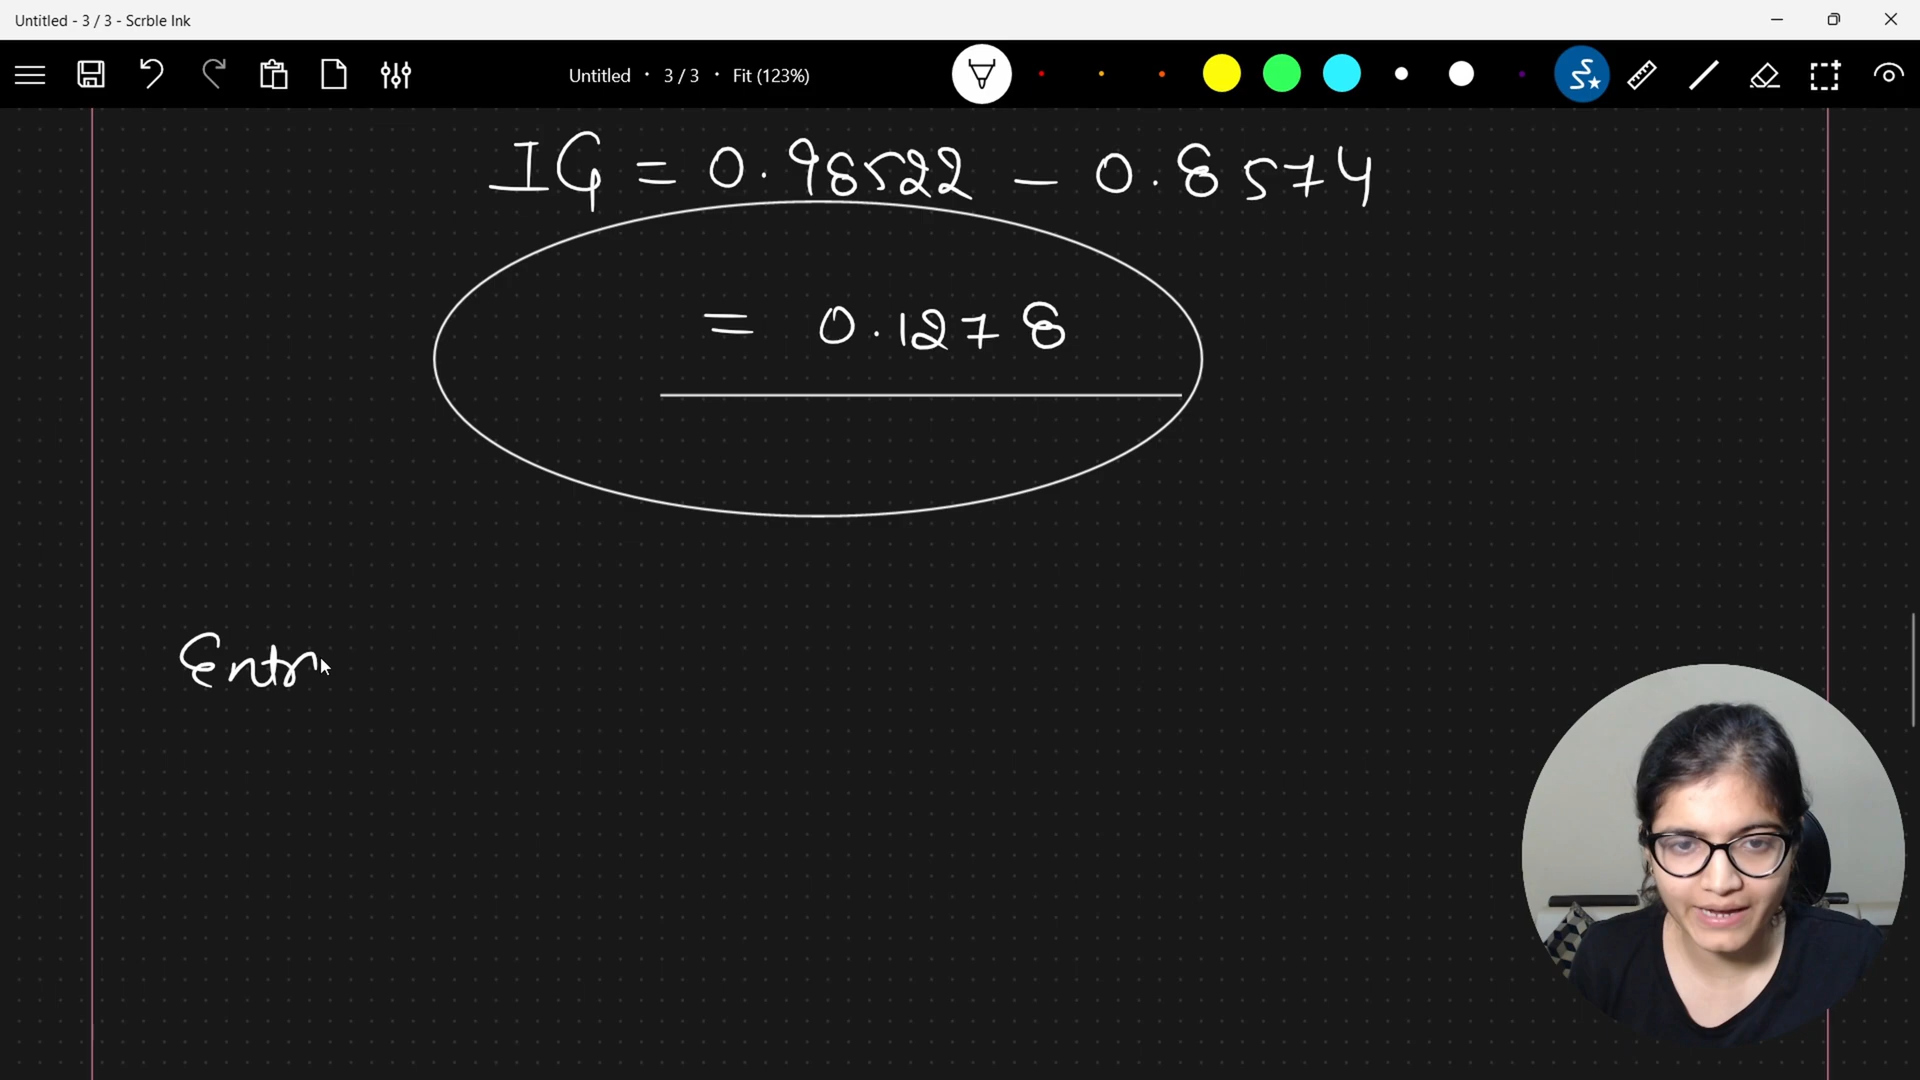 Untitled - 3 / 3 - Scrble Ink
Untitled • 3 / 3 • Fit (123%)
IG = 0.98522 - 0.8574
= 0.1278
Entr